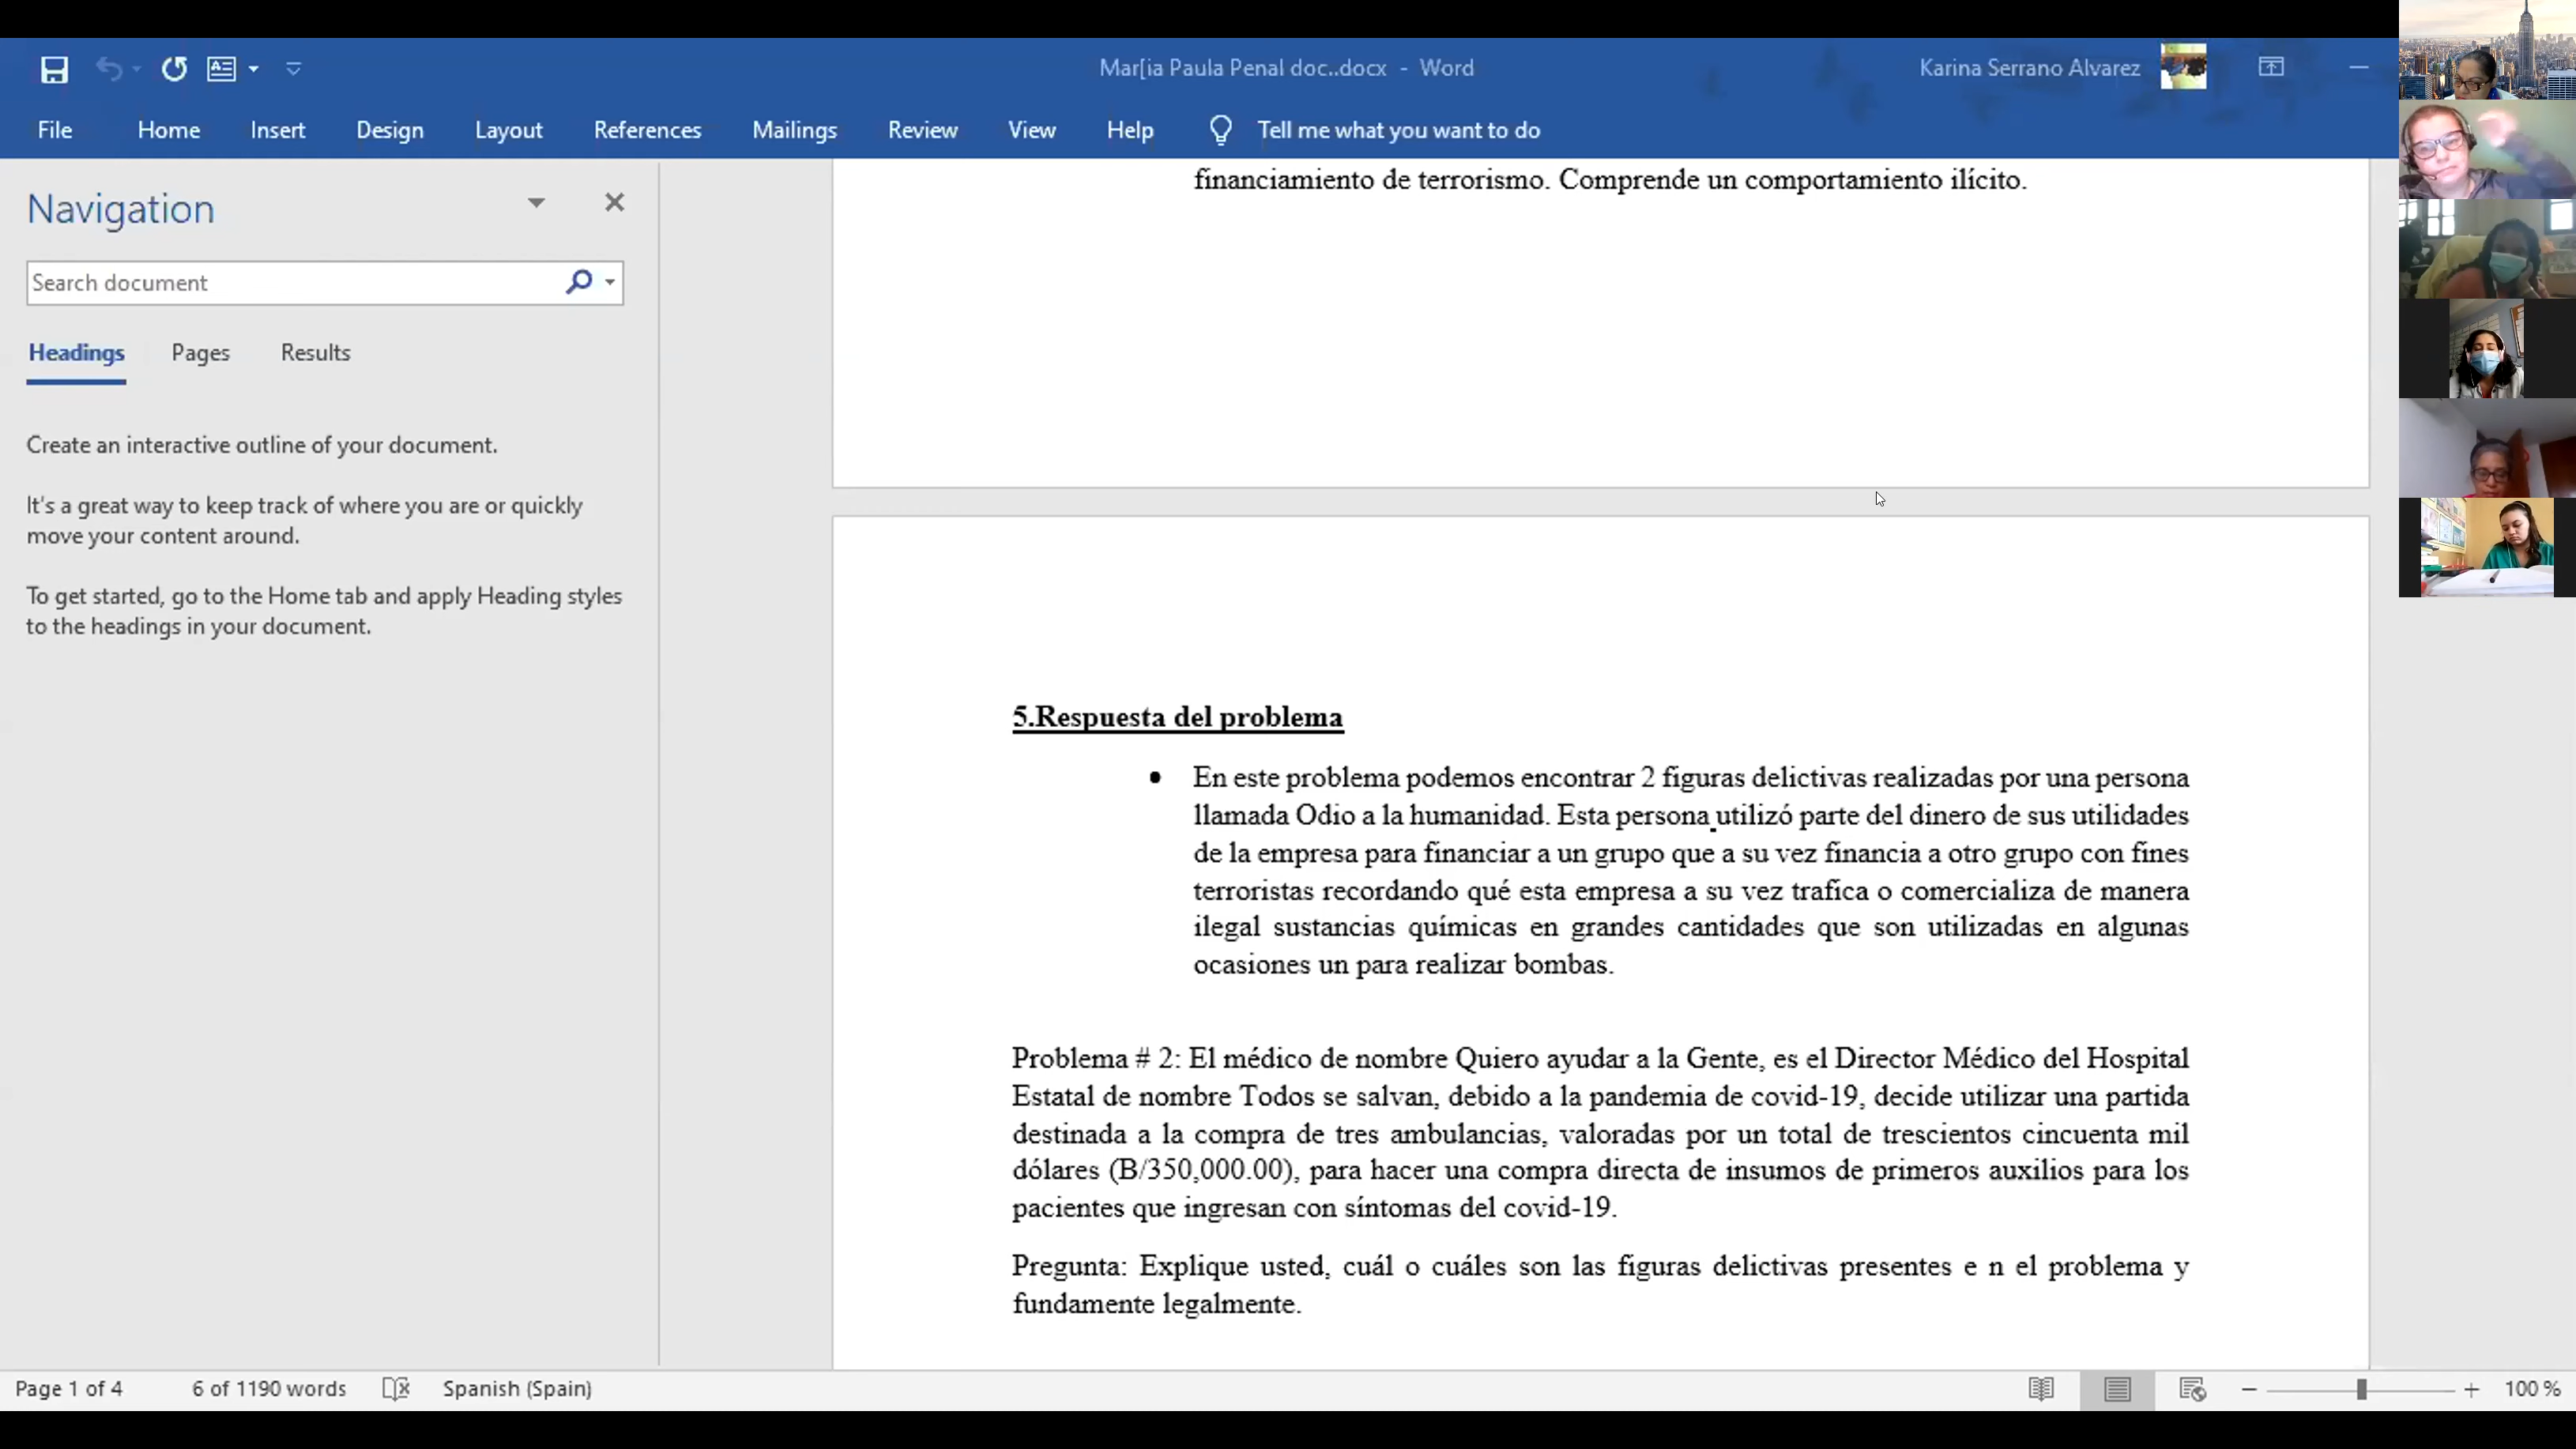 Mar[ia Paula Penal doc..docx - Word
Karina Serrano Alvarez
File Home Insert Design Layout References Mailings Review View Help Tell me what you want to do
Navigation
Search document
Headings Pages Results
Create an interactive outline of your document.
It's a great way to keep track of where you are or quickly
move your content around.
To get started, go to the Home tab and apply Heading styles
to the headings in your document.
financiamiento de terrorismo. Comprende un comportamiento ilícito.
5.Respuesta del problema
• En este problema podemos encontrar 2 figuras delictivas realizadas por una persona
llamada Odio a la humanidad. Esta persona utilizó parte del dinero de sus utilidades
de la empresa para financiar a un grupo que a su vez financia a otro grupo con fines
terroristas recordando qué esta empresa a su vez trafica o comercializa de manera
ilegal sustancias químicas en grandes cantidades que son utilizadas en algunas
ocasiones un para realizar bombas.
Problema # 2: El médico de nombre Quiero ayudar a la Gente, es el Director Médico del Hospital
Estatal de nombre Todos se salvan, debido a la pandemia de covid-19, decide utilizar una partida
destinada a la compra de tres ambulancias, valoradas por un total de trescientos cincuenta mil
dólares (B/350,000.00), para hacer una compra directa de insumos de primeros auxilios para los
pacientes que ingresan con síntomas del covid-19.
Pregunta: Explique usted, cuál o cuáles son las figuras delictivas presentes e n el problema y
fundamente legalmente.
Page 1 of 4 6 of 1190 words Spanish (Spain) 100 %